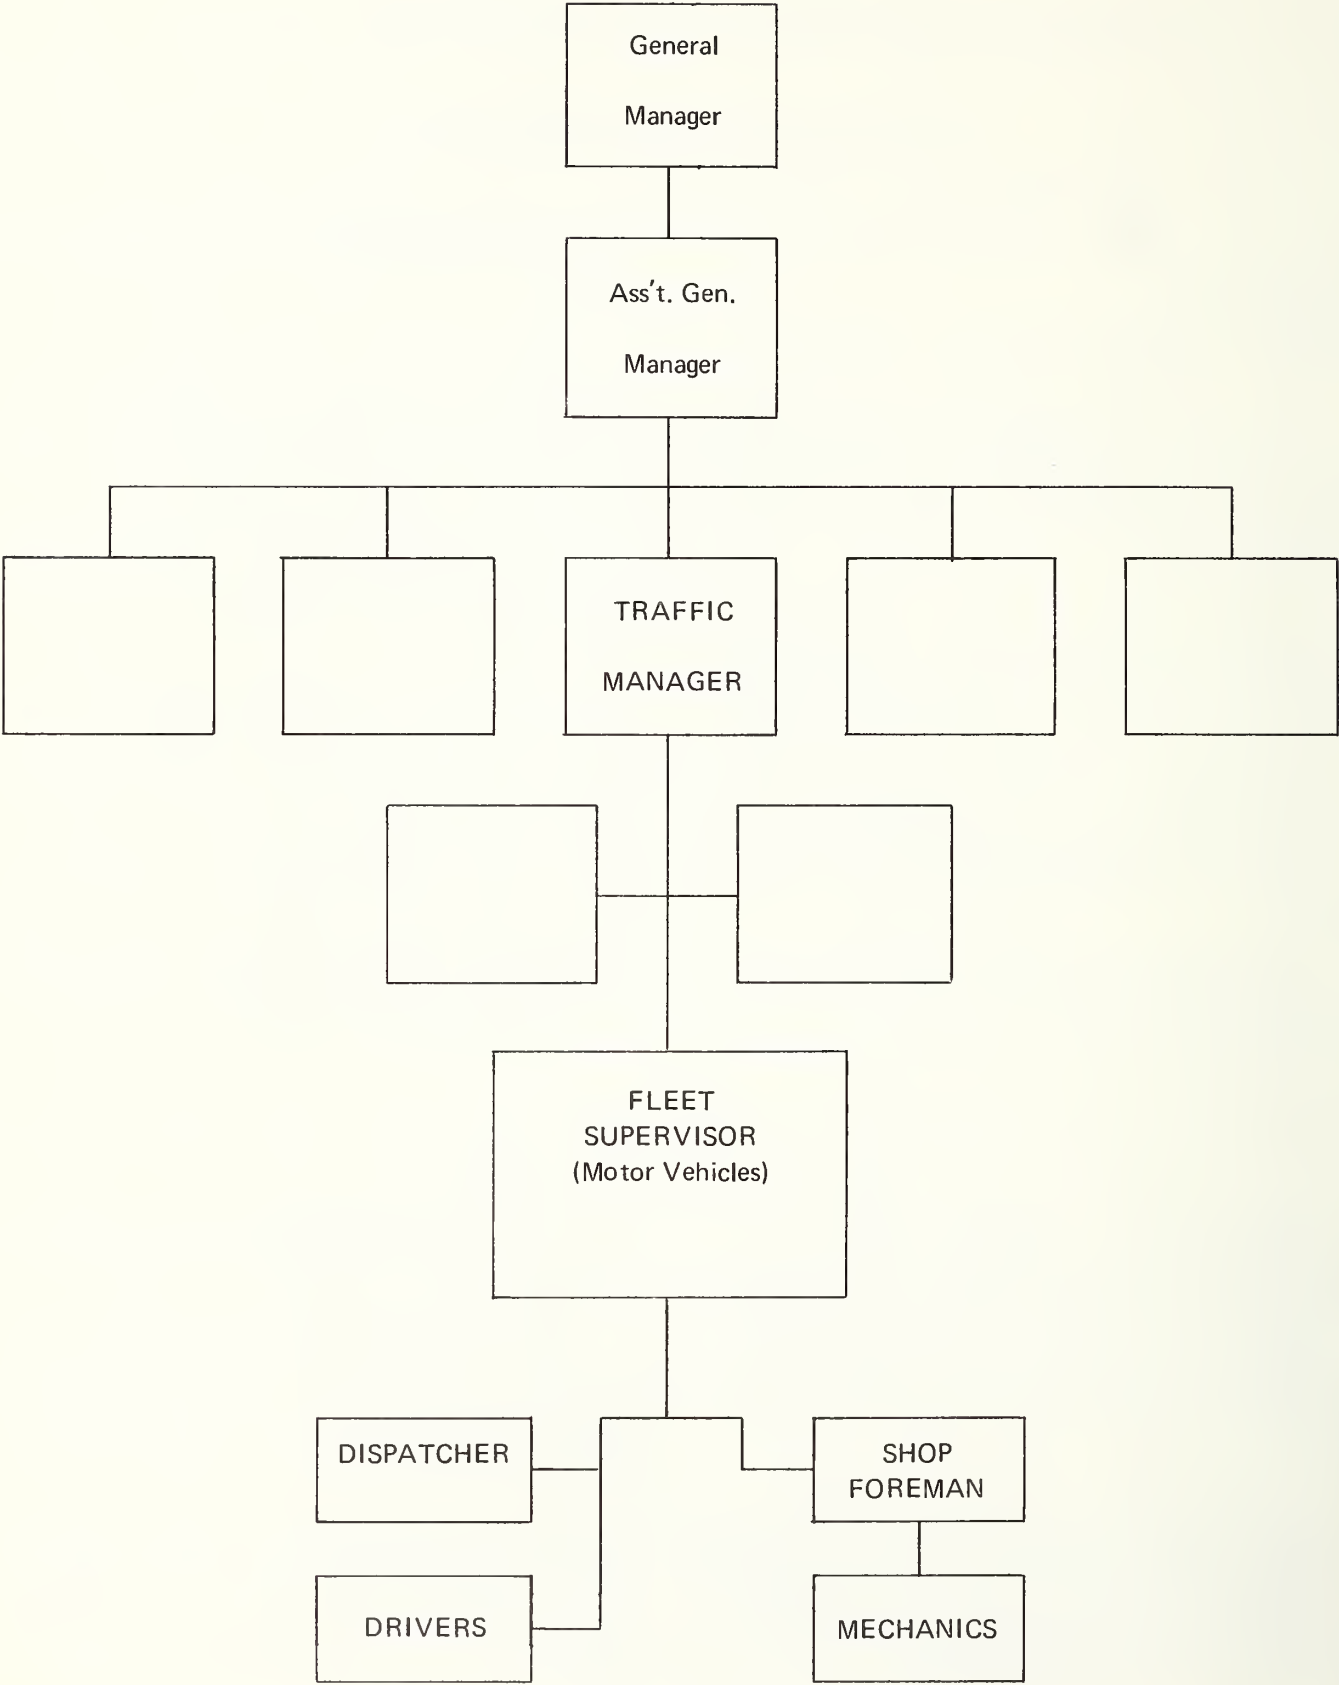 General
Manager
Ass't. Gen.
Manager
TRAFFIC
MANAGER
FLEET
SUPERVISOR
(Motor Vehicles)
DISPATCHER
SHOP
FOREMAN
DRIVERS
MECHANICS